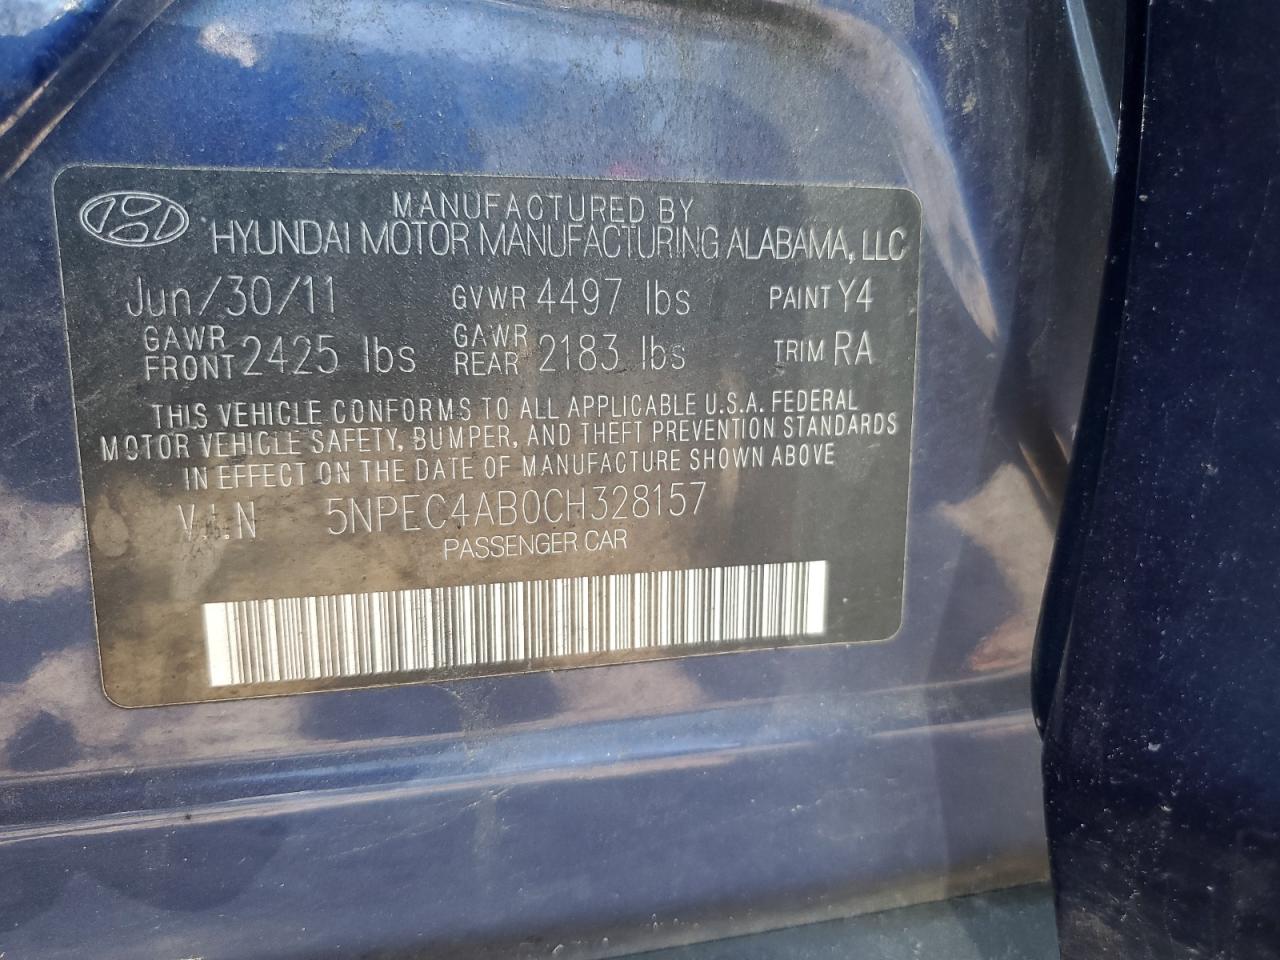 MANUFACTURED BY
HYUNDAI MOTOR MANUFACTURING ALABAMA, LLC
Jun/30/11 GVWR 4497 lbs PAINT Y4
GAWR FRONT 2425 lbs GAWR REAR 2183 lbs TRIM RA
THIS VEHICLE CONFORMS TO ALL APPLICABLE U.S.A. FEDERAL
MOTOR VEHICLE SAFETY, BUMPER, AND THEFT PREVENTION STANDARDS
IN EFFECT ON THE DATE OF MANUFACTURE SHOWN ABOVE
V.I.N 5NPEC4AB0CH328157
PASSENGER CAR